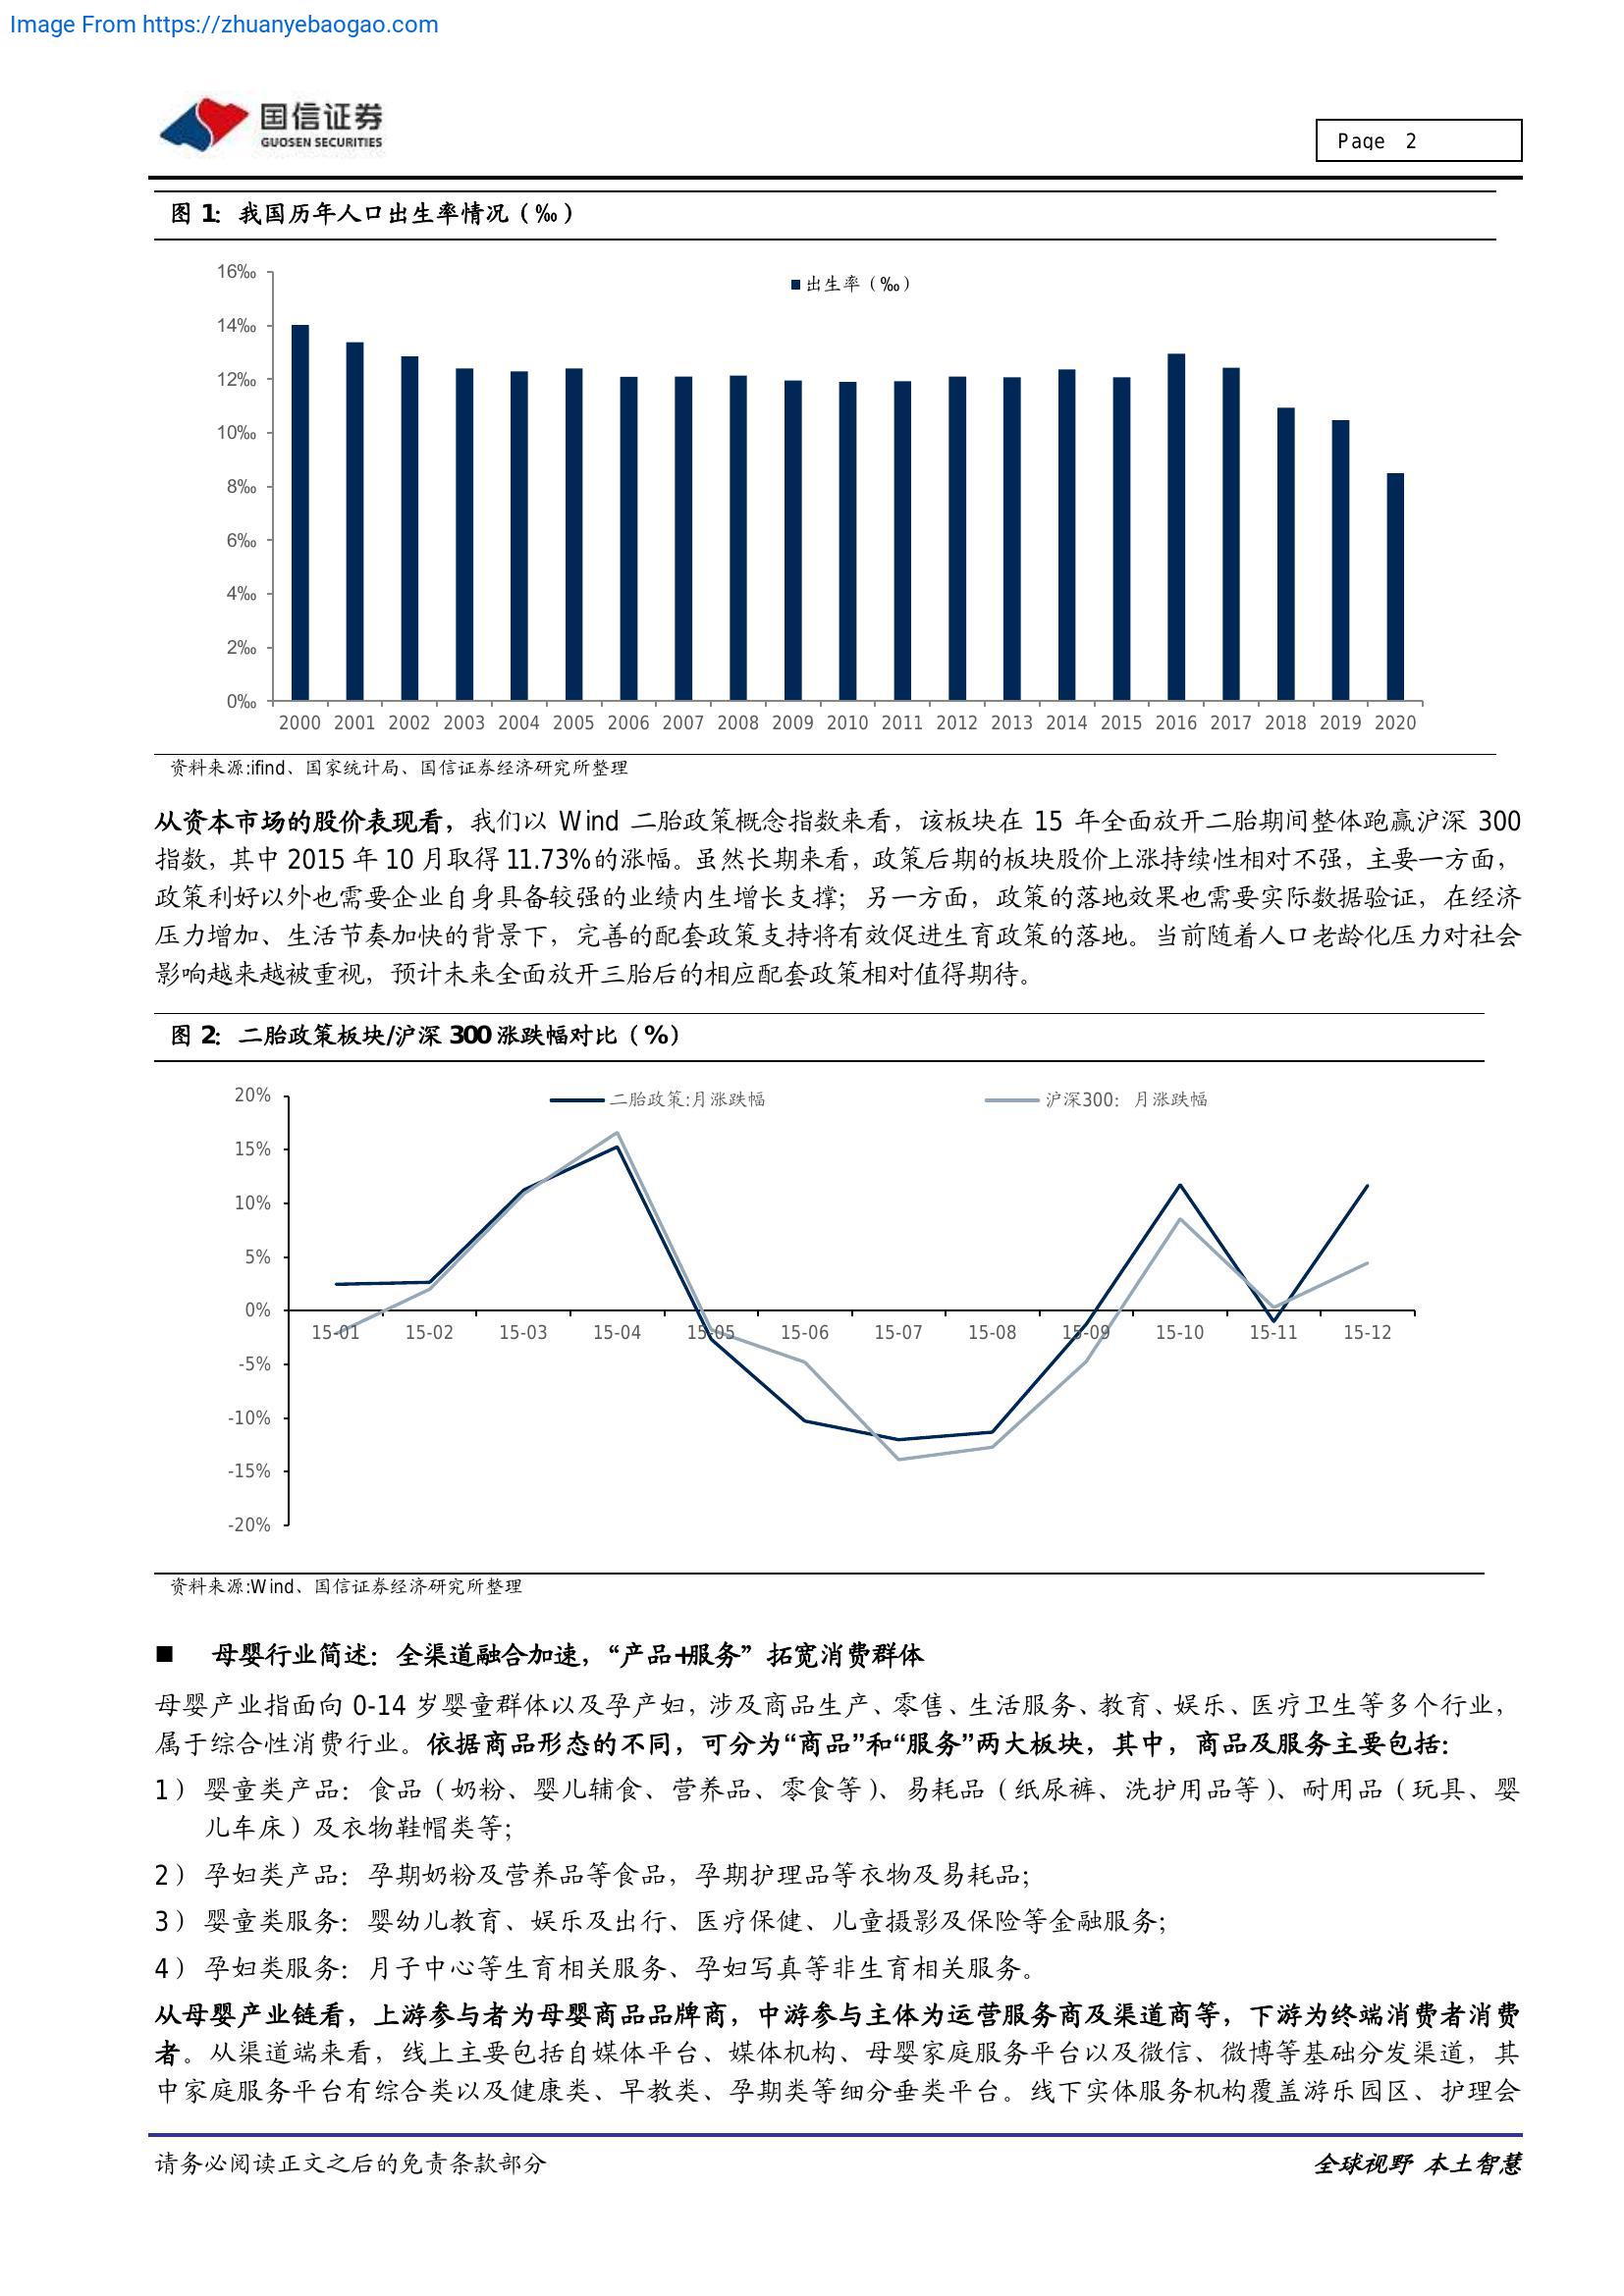 Image From https://zhuanyebaogao.com
国信证券
GUOSEN SECURITIES
Page 2
图 1：我国历年人口出生率情况（‰）
出生率（‰）
16‰
14‰
12‰
10‰
8‰
6‰
4‰
2‰
0‰
2000 2001 2002 2003 2004 2005 2006 2007 2008 2009 2010 2011 2012 2013 2014 2015 2016 2017 2018 2019 2020
资料来源:ifind、国家统计局、国信证券经济研究所整理
从资本市场的股价表现看，我们以 Wind 二胎政策概念指数来看，该板块在 15 年全面放开二胎期间整体跑赢沪深 300
指数，其中 2015 年 10 月取得 11.73%的涨幅。虽然长期来看，政策后期的板块股价上涨持续性相对不强，主要一方面，
政策利好以外也需要企业自身具备较强的业绩内生增长支撑；另一方面，政策的落地效果也需要实际数据验证，在经济
压力增加、生活节奏加快的背景下，完善的配套政策支持将有效促进生育政策的落地。当前随着人口老龄化压力对社会
影响越来越被重视，预计未来全面放开三胎后的相应配套政策相对值得期待。
图 2：二胎政策板块/沪深 300 涨跌幅对比（%）
二胎政策:月涨跌幅 沪深300：月涨跌幅
20%
15%
10%
5%
0%
-5%
-10%
-15%
-20%
15-01 15-02 15-03 15-04 15-05 15-06 15-07 15-08 15-09 15-10 15-11 15-12
资料来源:Wind、国信证券经济研究所整理
■ 母婴行业简述：全渠道融合加速，“产品+服务”拓宽消费群体
母婴产业指面向 0-14 岁婴童群体以及孕产妇，涉及商品生产、零售、生活服务、教育、娱乐、医疗卫生等多个行业，
属于综合性消费行业。依据商品形态的不同，可分为“商品”和“服务”两大板块，其中，商品及服务主要包括：
1） 婴童类产品：食品（奶粉、婴儿辅食、营养品、零食等）、易耗品（纸尿裤、洗护用品等）、耐用品（玩具、婴
儿车床）及衣物鞋帽类等；
2） 孕妇类产品：孕期奶粉及营养品等食品，孕期护理品等衣物及易耗品；
3） 婴童类服务：婴幼儿教育、娱乐及出行、医疗保健、儿童摄影及保险等金融服务；
4） 孕妇类服务：月子中心等生育相关服务、孕妇写真等非生育相关服务。
从母婴产业链看，上游参与者为母婴商品品牌商，中游参与主体为运营服务商及渠道商等，下游为终端消费者消费
者。从渠道端来看，线上主要包括自媒体平台、媒体机构、母婴家庭服务平台以及微信、微博等基础分发渠道，其
中家庭服务平台有综合类以及健康类、早教类、孕期类等细分垂类平台。线下实体服务机构覆盖游乐园区、护理会
请务必阅读正文之后的免责条款部分
全球视野 本土智慧